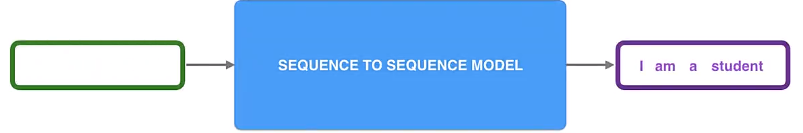 SEQUENCE TO SEQUENCE MODEL
I am a student